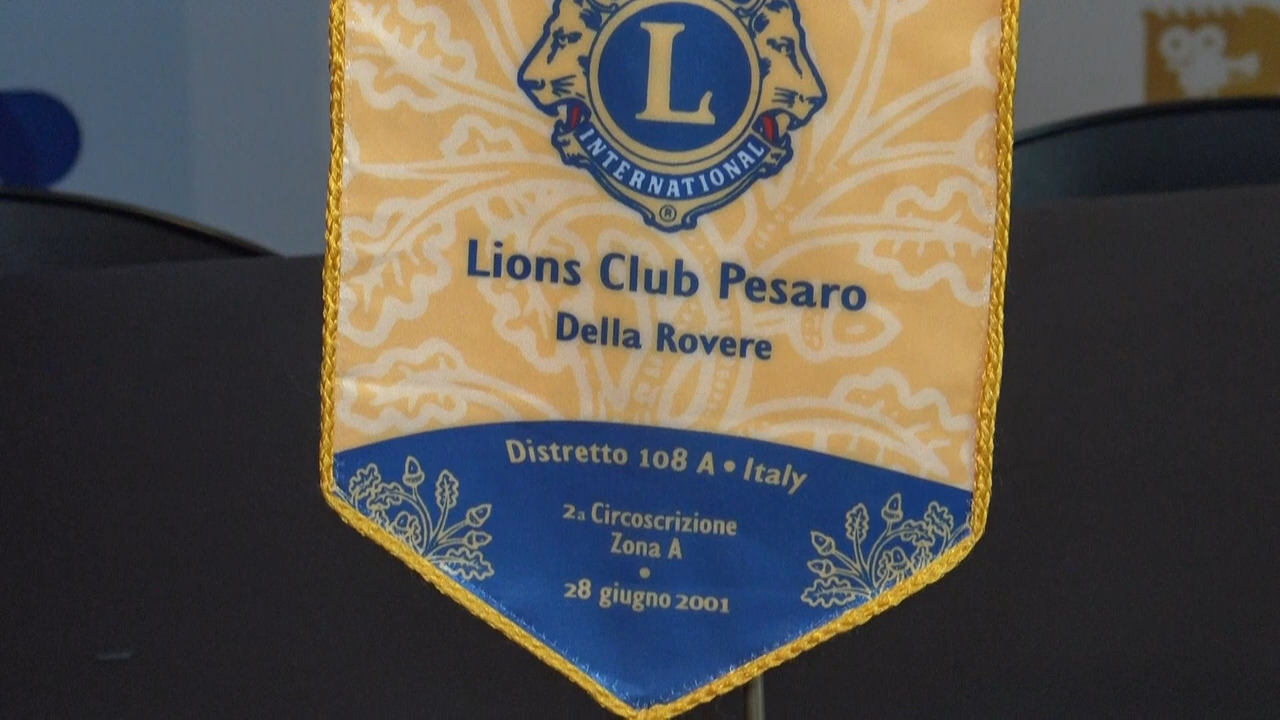 L
INTERNATIONAL
®
Lions Club Pesaro
Della Rovere
Distretto 108 A • Italy
2a Circoscrizione
Zona A
•
28 giugno 2001